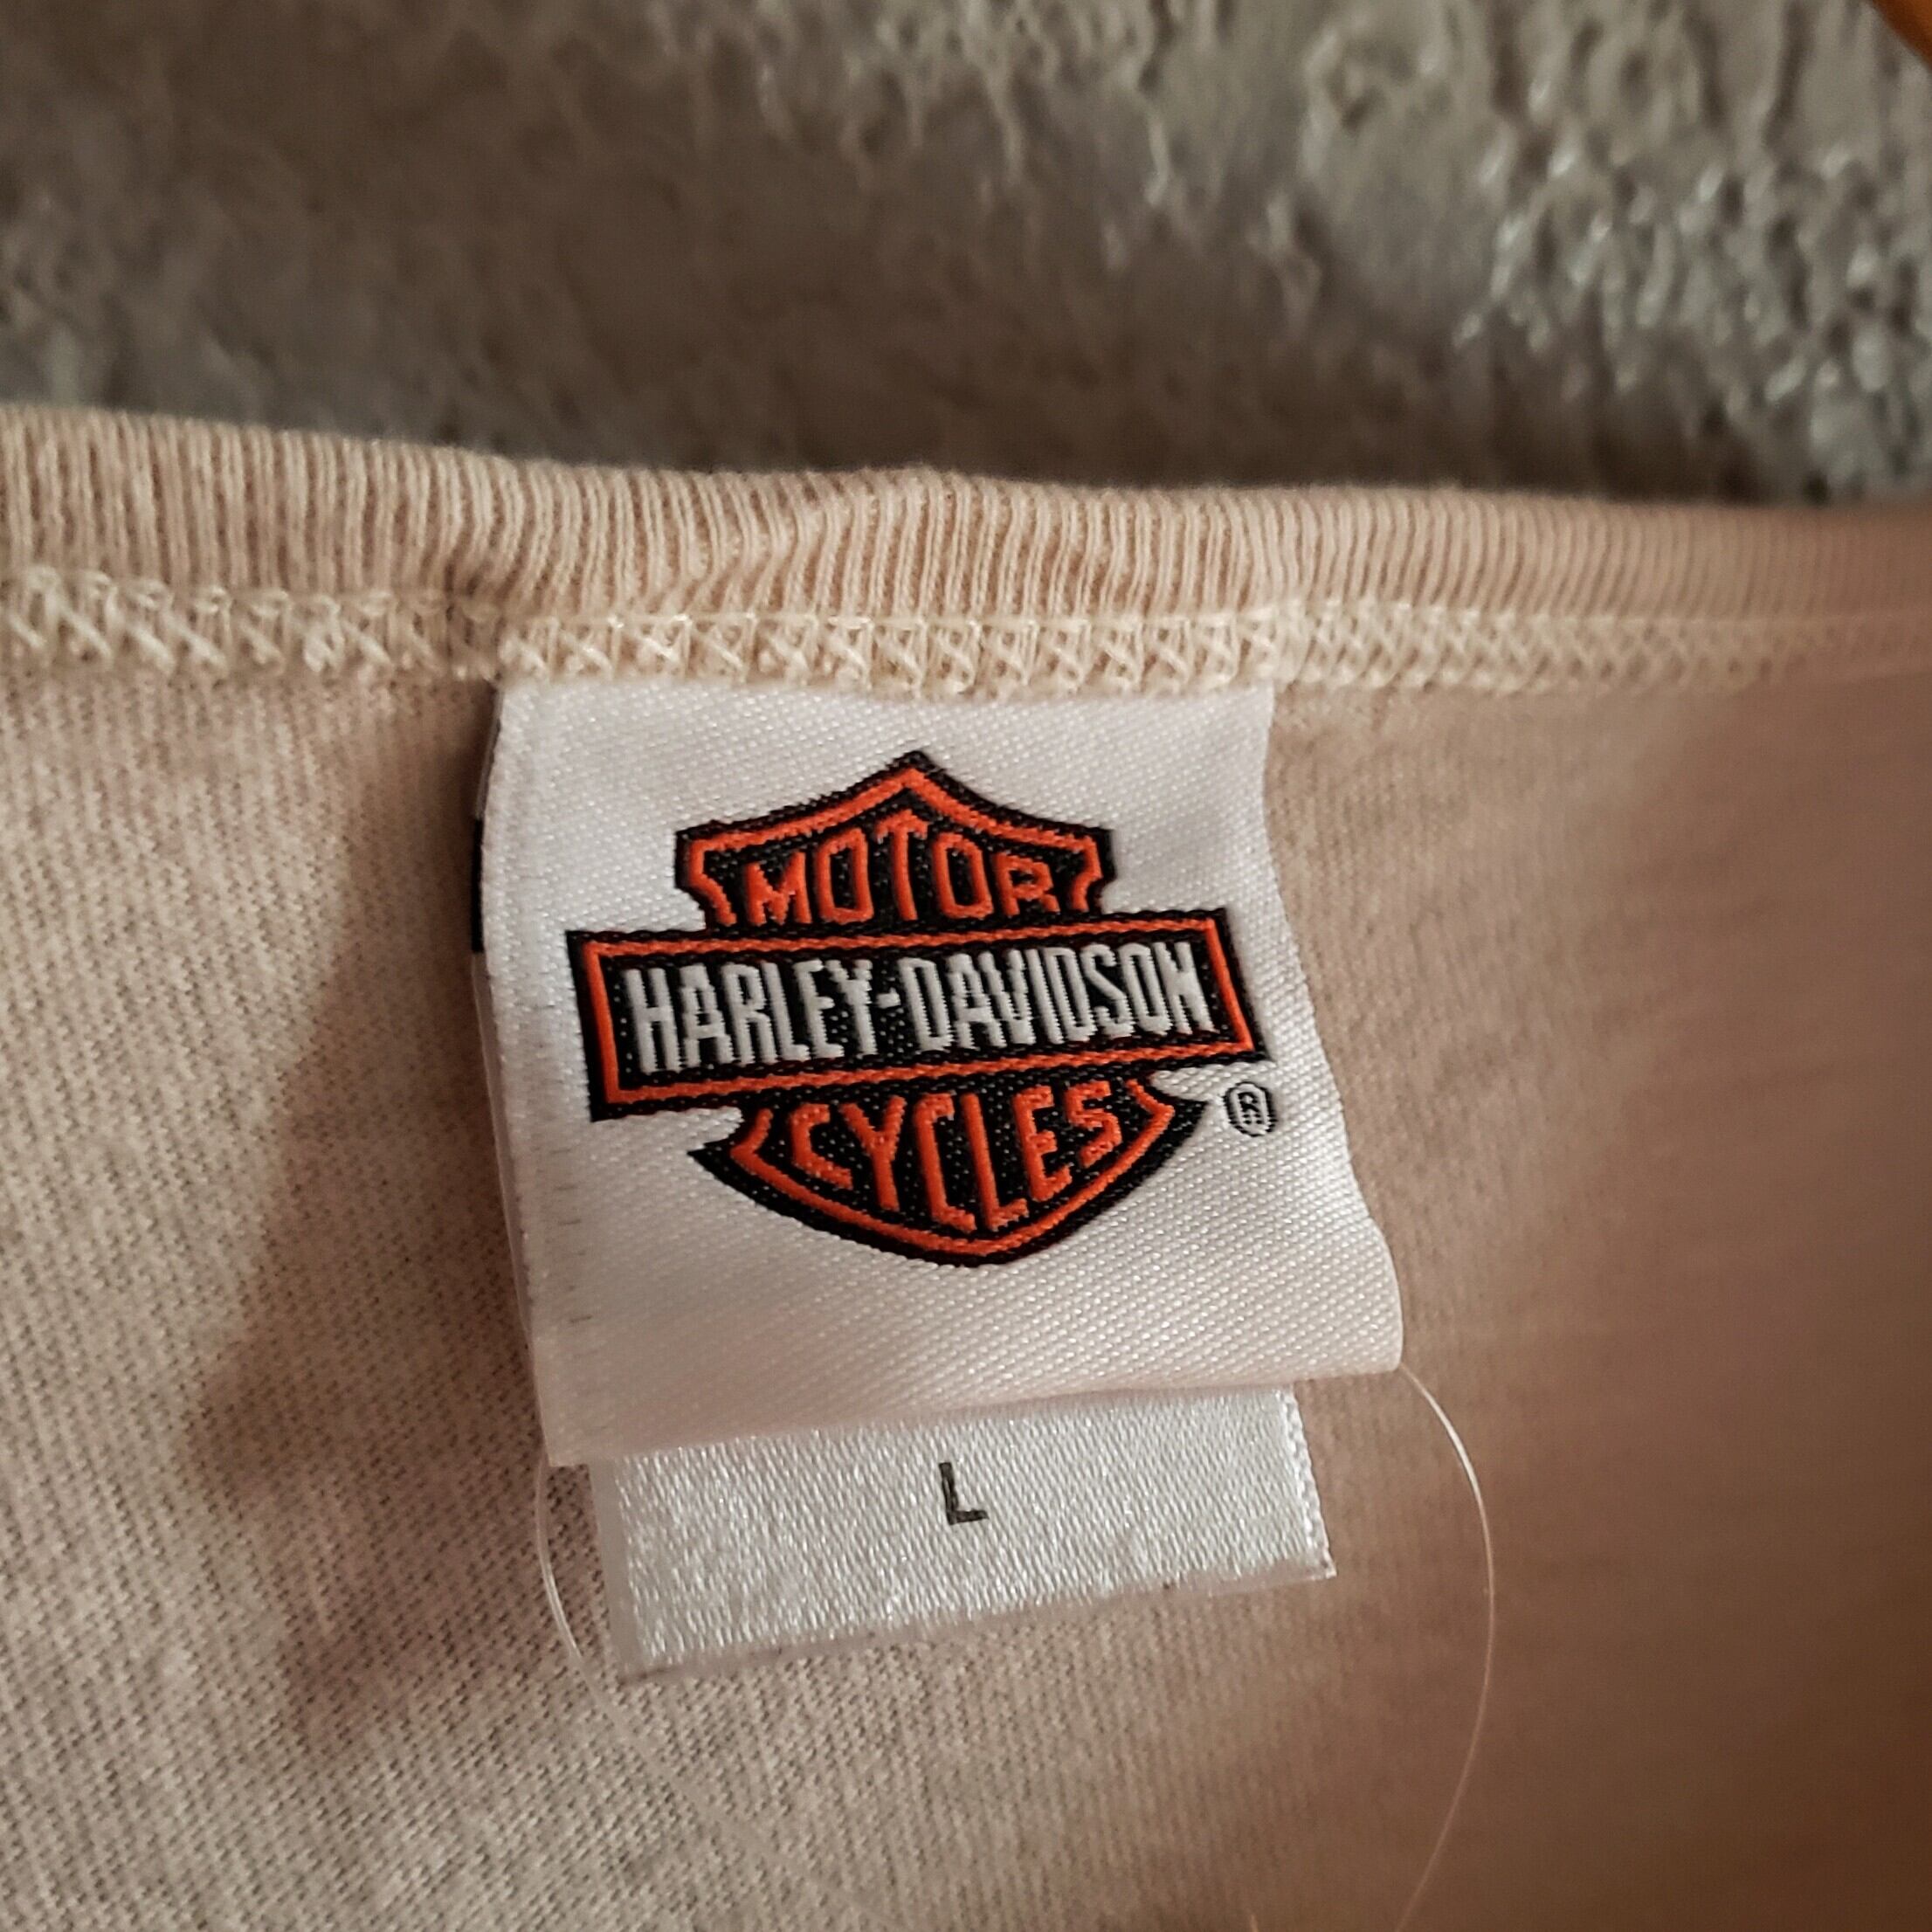 MOTOR
HARLEY-DAVIDSON
CYCLES
®
L